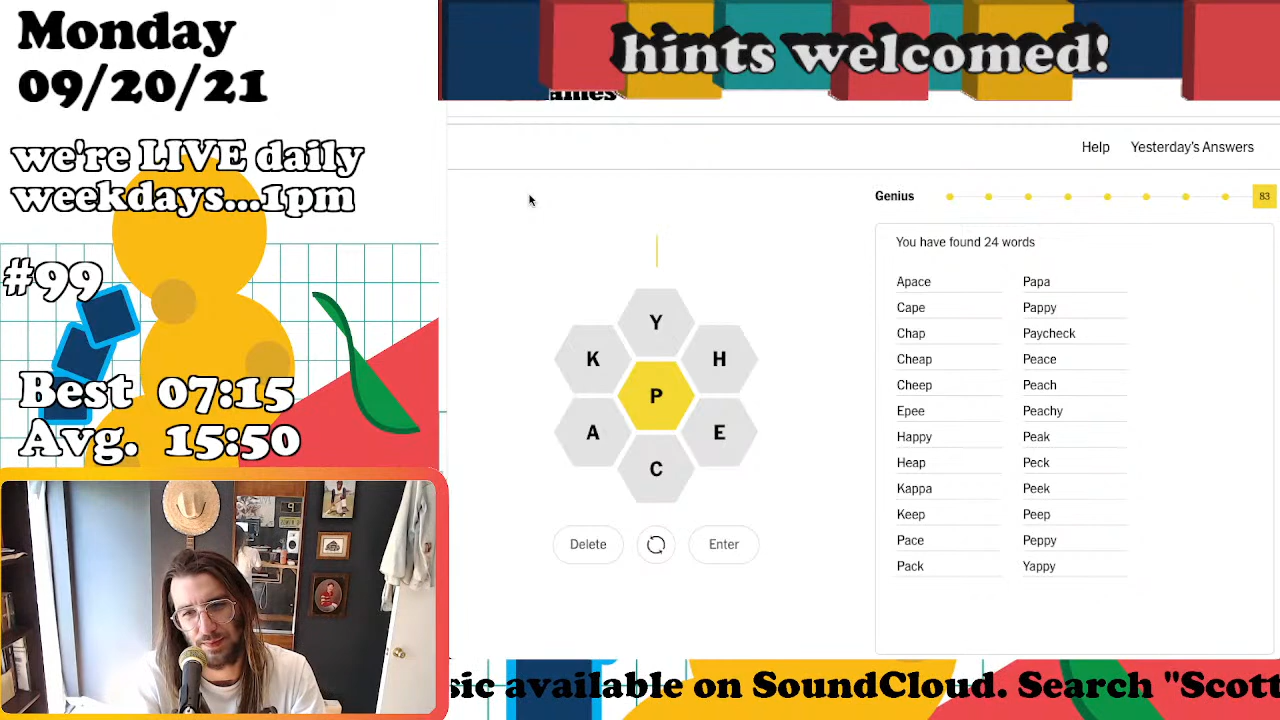 Monday
09/20/21
we're LIVE daily
weekdays...1pm
#99
Best 07:15
Avg. 15:50
hints welcomed!
Help Yesterday's Answers
Genius 83
You have found 24 words
Apace Papa
Cape Pappy
Chap Paycheck
Cheap Peace
Cheep Peach
Epee Peachy
Happy Peak
Heap Peck
Kappa Peek
Keep Peep
Pace Peppy
Pack Yappy
Y
K H
P
A E
C
Delete Enter
sic available on SoundCloud. Search "Scott